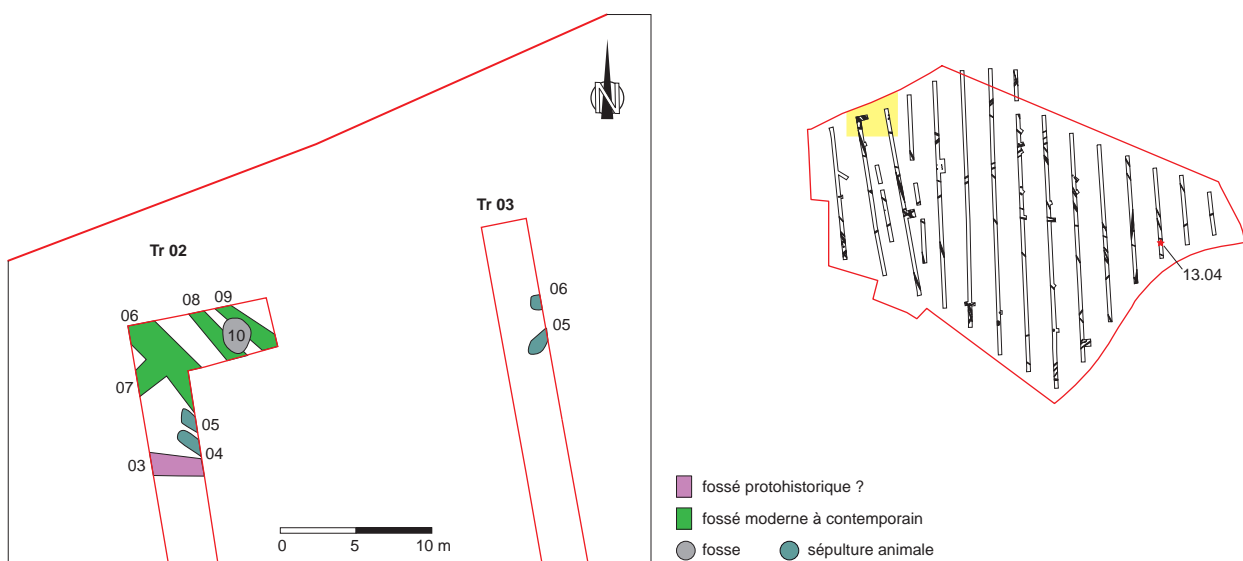 N
Tr 03
Tr 02
06
08
09
06
10
05
07
05
04
03
0
5
10 m
13.04
fossé protohistorique ?
fossé moderne à contemporain
fosse
sépulture animale